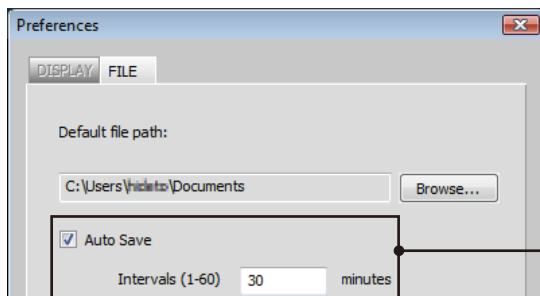 Preferences
DISPLAY FILE
Default file path:
C:\Users\ \Documents
Browse...
Auto Save
Intervals (1-60) 30 minutes